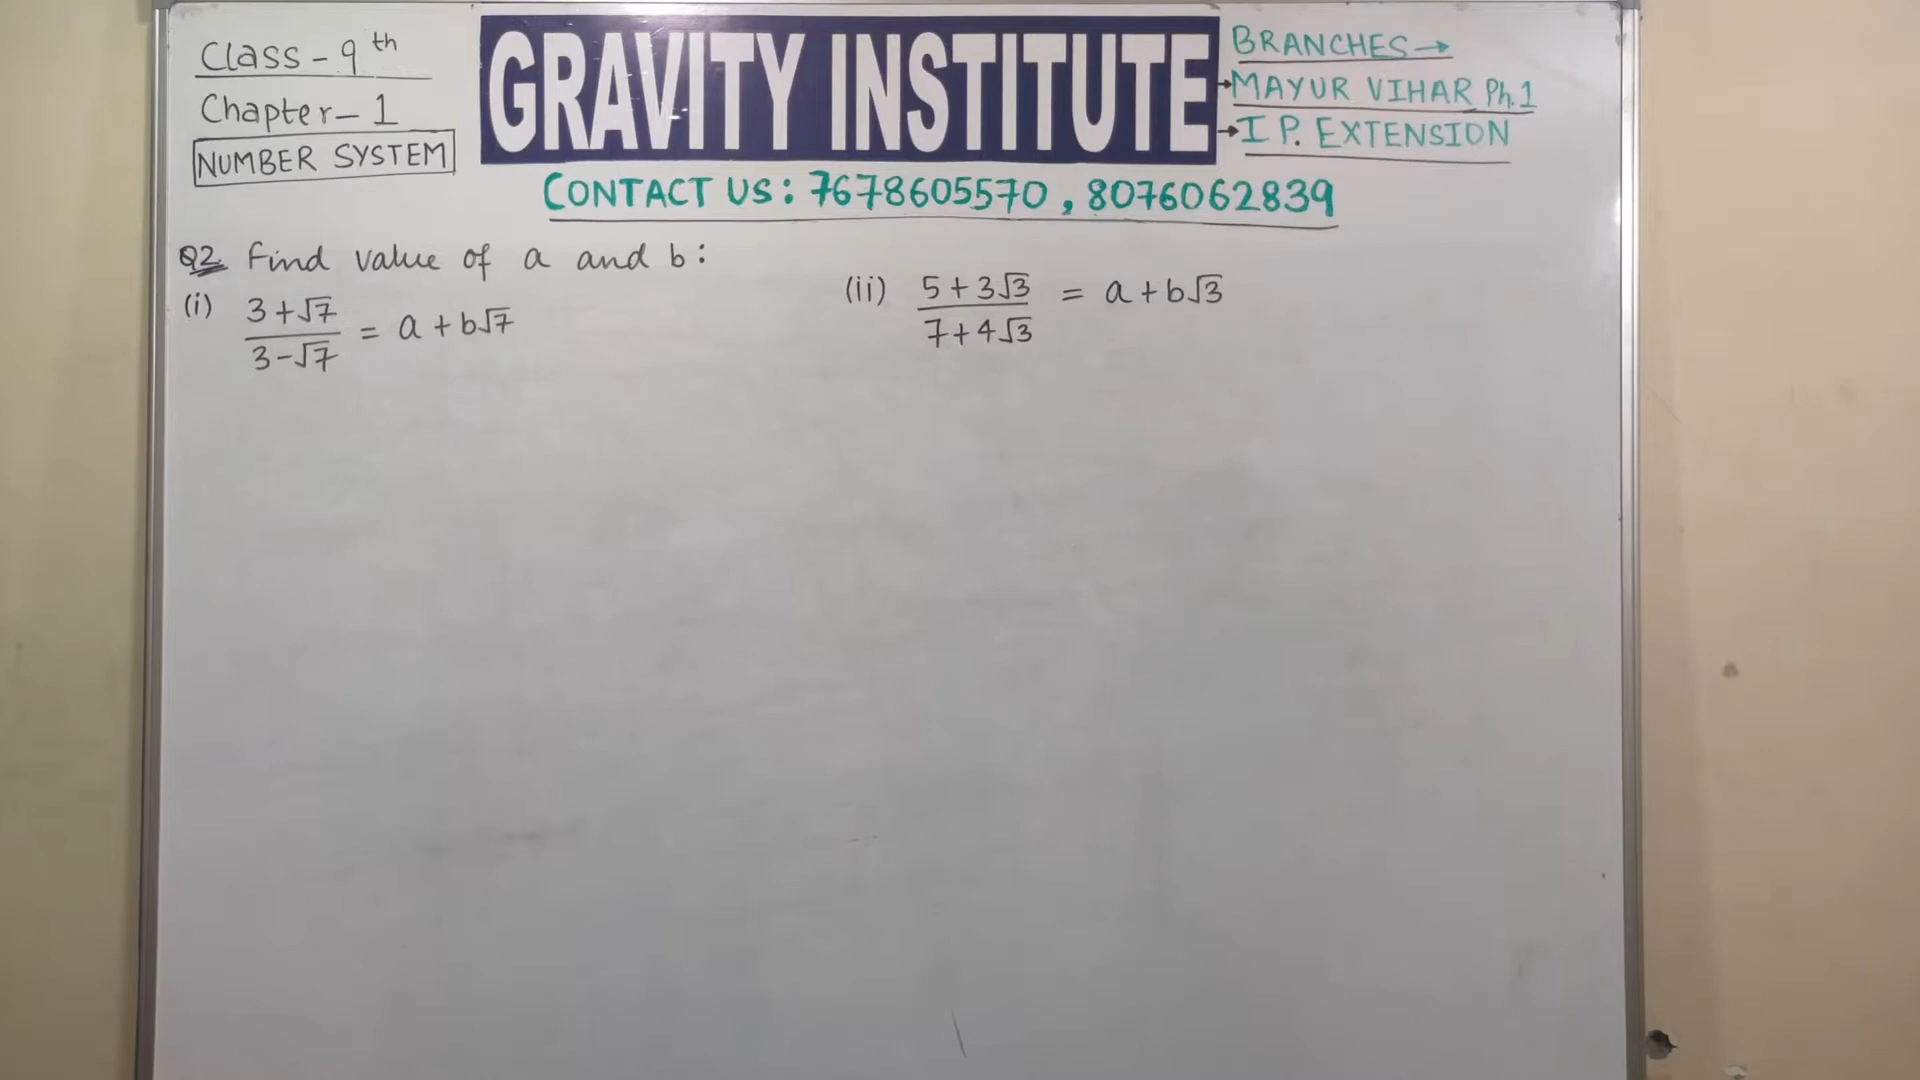 Class - 9th
Chapter - 1
NUMBER SYSTEM
GRAVITY INSTITUTE
BRANCHES→
→MAYUR VIHAR Ph.1
→I P. EXTENSION
CONTACT US : 7678605570 , 8076062839
Q2 Find value of a and b :
(i) (3+√7)/(3-√7) = a + b√7
(ii) (5+3√3)/(7+4√3) = a + b√3